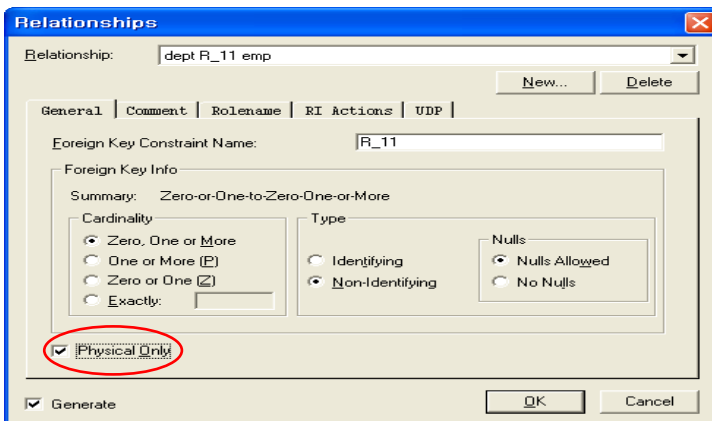 Relationships
Relationship: dept R_11 emp
New... Delete
General Comment Rolename RI Actions UDP
Foreign Key Constraint Name: R_11
Foreign Key Info
Summary: Zero-or-One-to-Zero-One-or-More
Cardinality
Zero, One or More
One or More (P)
Zero or One (Z)
Exactly:
Type
Identifying
Non-Identifying
Nulls
Nulls Allowed
No Nulls
Physical Only
Generate
OK Cancel